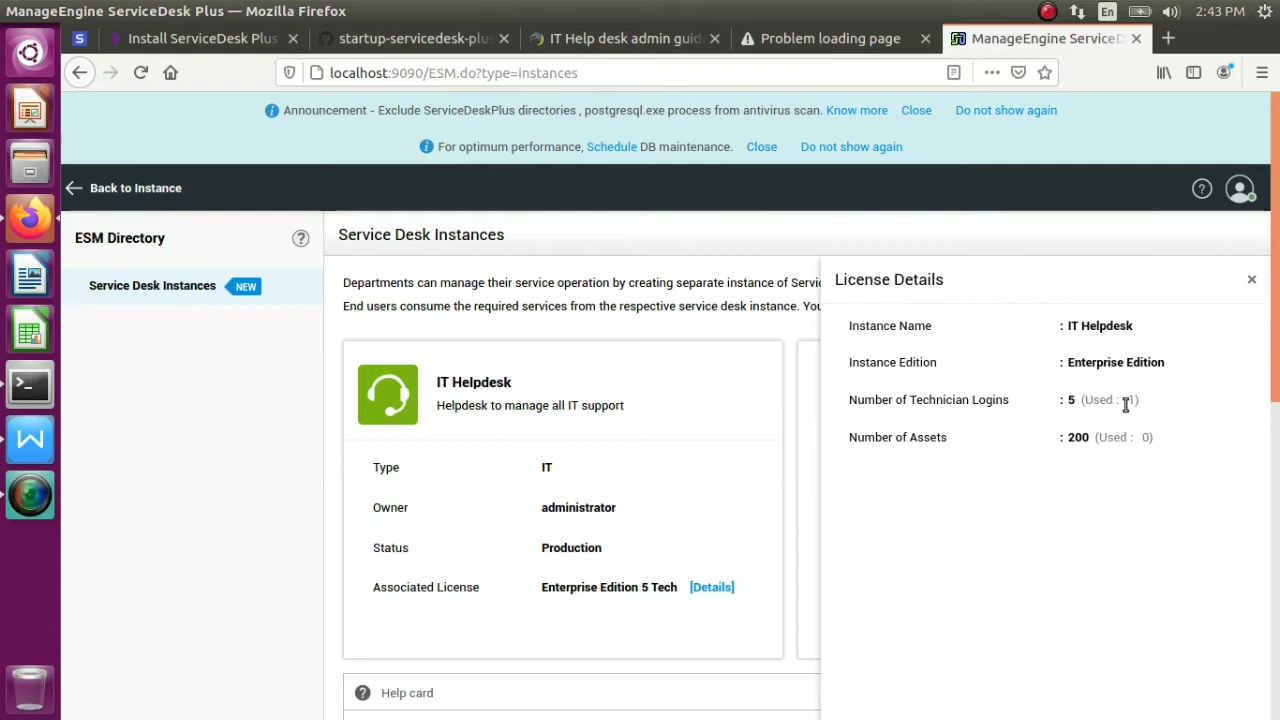 ManageEngine ServiceDesk Plus - Mozilla Firefox
En
2:43 PM
S
Install ServiceDesk Plus
startup-servicedesk-plu
IT Help desk admin guid
Problem loading page
ManageEngine ServiceD
localhost:9090/ESM.do?type=instances
Announcement - Exclude ServiceDeskPlus directories , postgresql.exe process from antivirus scan. Know more Close Do not show again
For optimum performance, Schedule DB maintenance. Close Do not show again
Back to Instance
ESM Directory
Service Desk Instances NEW
Service Desk Instances
Departments can manage their service operation by creating separate instance of Servi
End users consume the required services from the respective service desk instance. You
IT Helpdesk
Helpdesk to manage all IT support
Type IT
Owner administrator
Status Production
Associated License Enterprise Edition 5 Tech [Details]
Help card
License Details
Instance Name : IT Helpdesk
Instance Edition : Enterprise Edition
Number of Technician Logins : 5 (Used : 1)
Number of Assets : 200 (Used : 0)